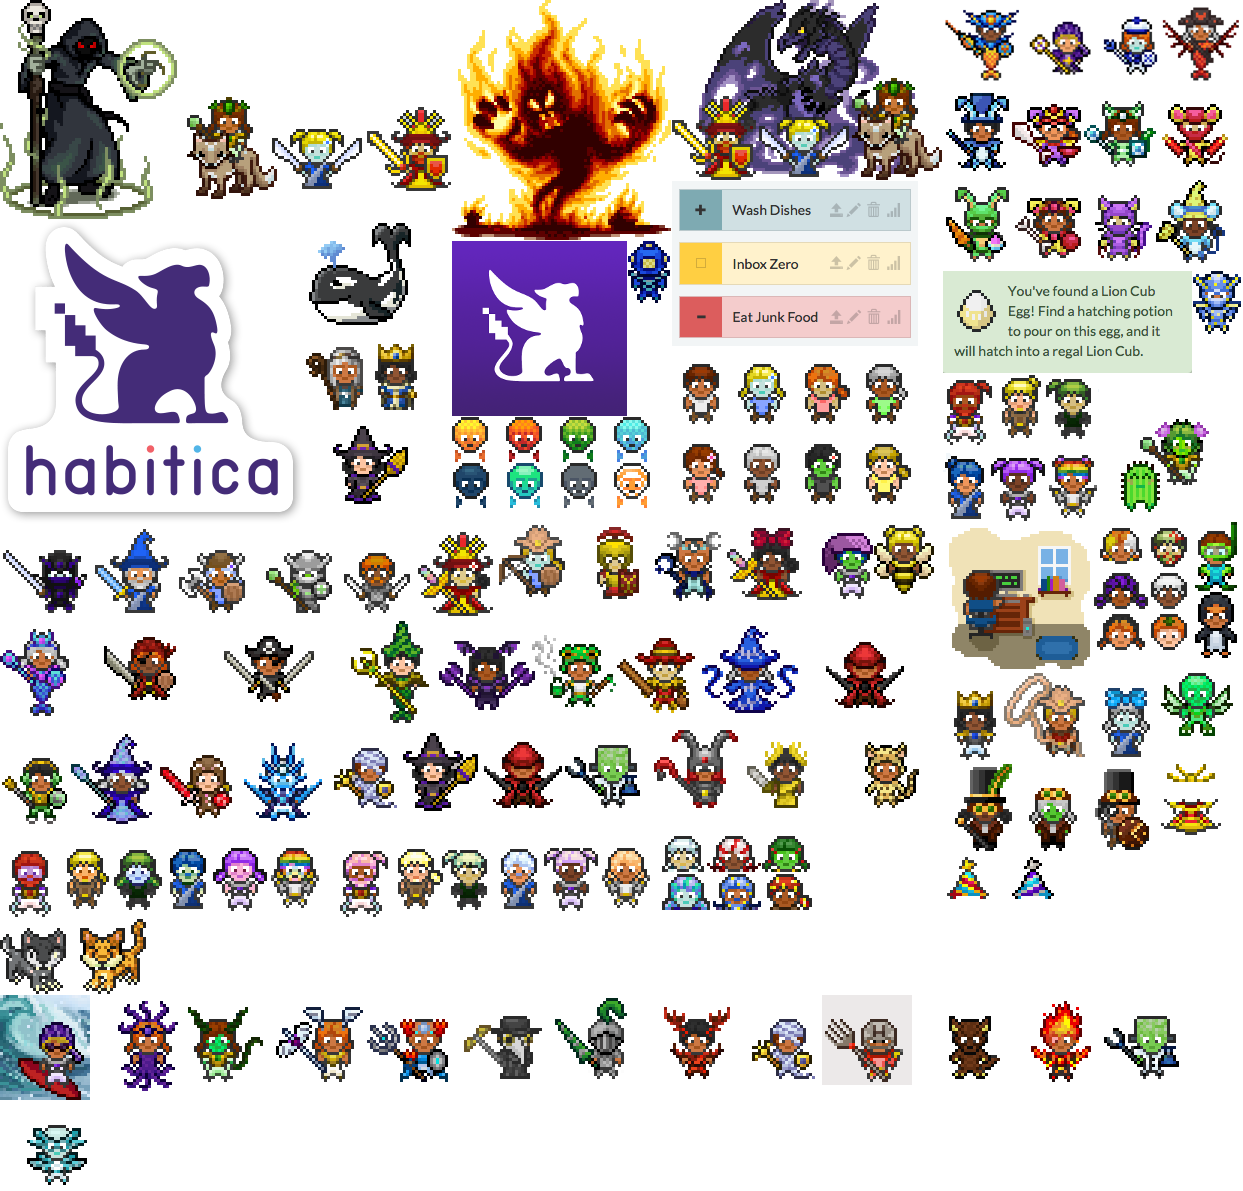 Wash Dishes
Inbox Zero
Eat Junk Food
You've found a Lion Cub
Egg! Find a hatching potion
to pour on this egg, and it
will hatch into a regal Lion Cub.
habitica